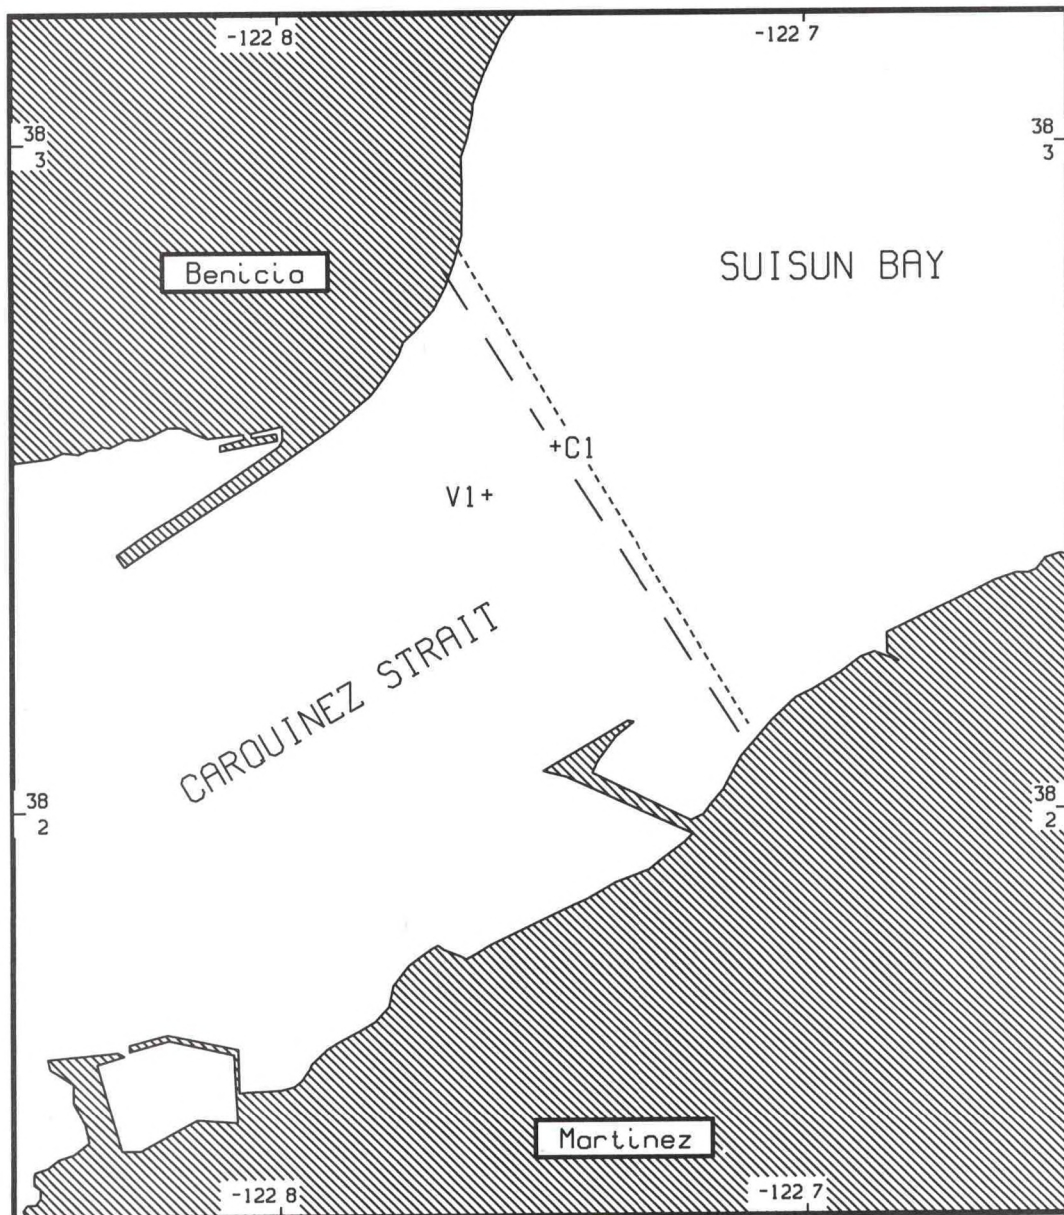 -122 8
-122 7
38
3
38
3
Benicia
SUISUN BAY
+C1
V1+
CARQUINEZ STRAIT
38
2
38
2
Martinez
-122 8
-122 7